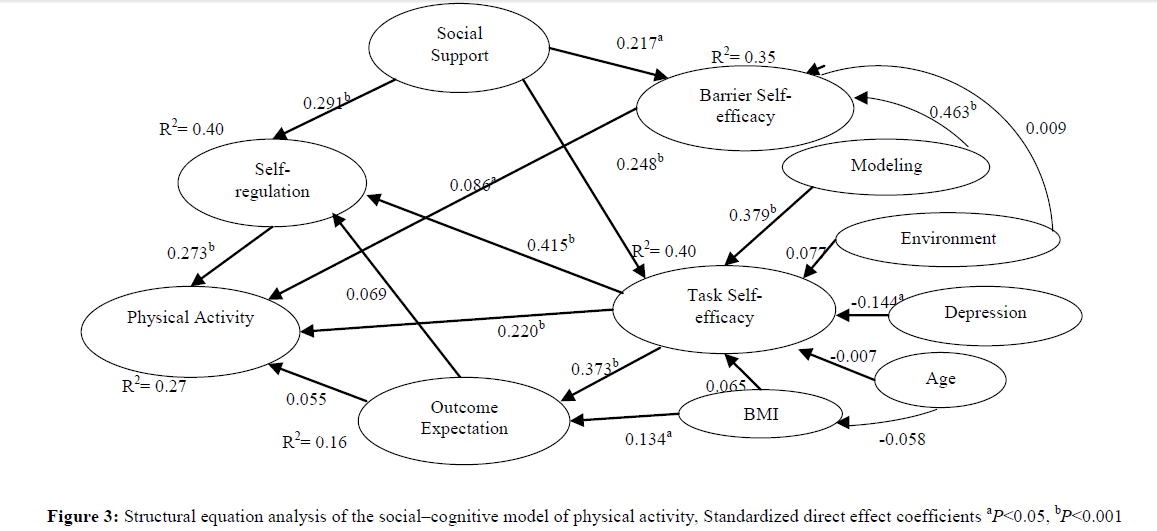 Social
Support
0.217ᵃ
R²= 0.35
Barrier Self-
efficacy
0.463ᵇ
0.009
0.291ᵇ
R²= 0.40
Self-
regulation
0.086ᵃ
0.248ᵇ
Modeling
0.379ᵇ
0.415ᵇ
R²= 0.40
0.077
Environment
0.273ᵇ
0.069
Physical Activity
R²= 0.27
Task Self-
efficacy
-0.144ᵃ
Depression
0.220ᵇ
-0.007
Age
0.373ᵇ
0.065
0.055
Outcome
Expectation
R²= 0.16
BMI
0.134ᵃ
-0.058
Figure 3: Structural equation analysis of the social–cognitive model of physical activity, Standardized direct effect coefficients ᵃP<0.05, ᵇP<0.001